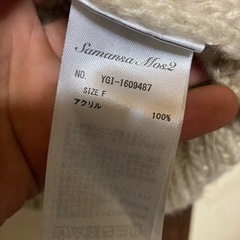 Samansa Mos2
NO. YGI-1609487
SIZE F
アクリル 100%